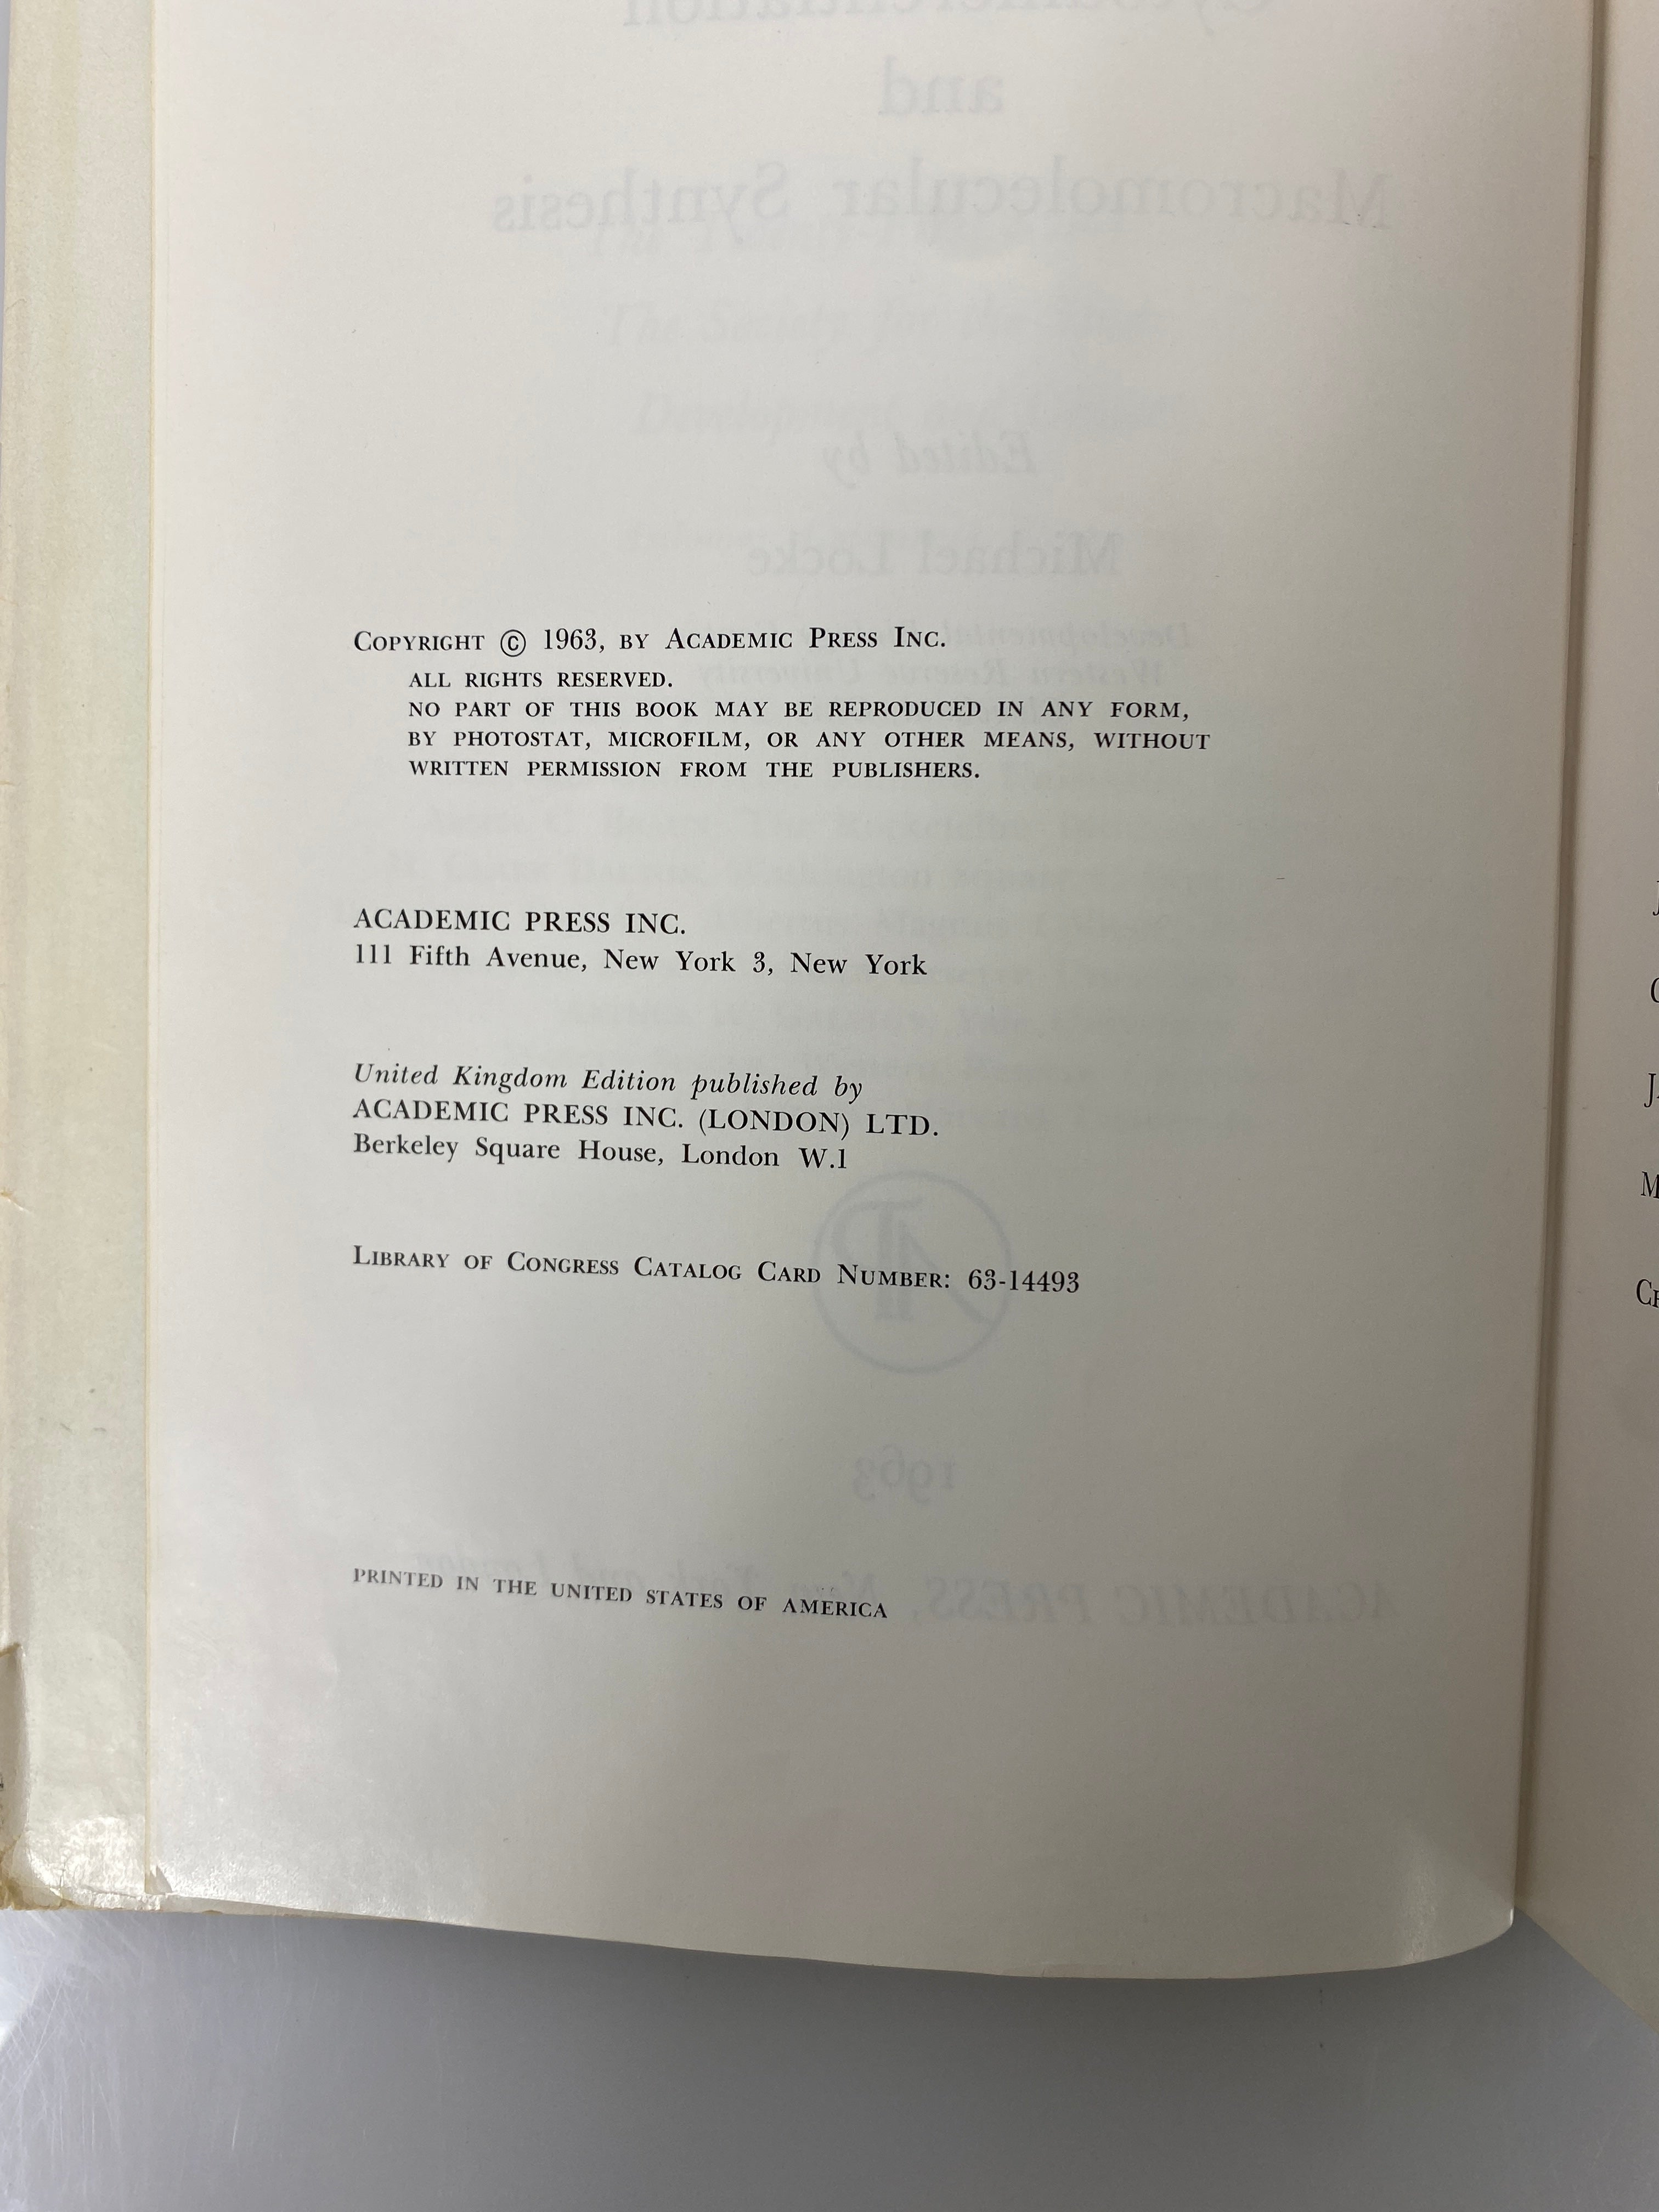 Copyright © 1963, by Academic Press Inc.
ALL RIGHTS RESERVED.
NO PART OF THIS BOOK MAY BE REPRODUCED IN ANY FORM,
BY PHOTOSTAT, MICROFILM, OR ANY OTHER MEANS, WITHOUT
WRITTEN PERMISSION FROM THE PUBLISHERS.
ACADEMIC PRESS INC.
111 Fifth Avenue, New York 3, New York
United Kingdom Edition published by
ACADEMIC PRESS INC. (LONDON) LTD.
Berkeley Square House, London W.1
Library of Congress Catalog Card Number: 63-14493
PRINTED IN THE UNITED STATES OF AMERICA